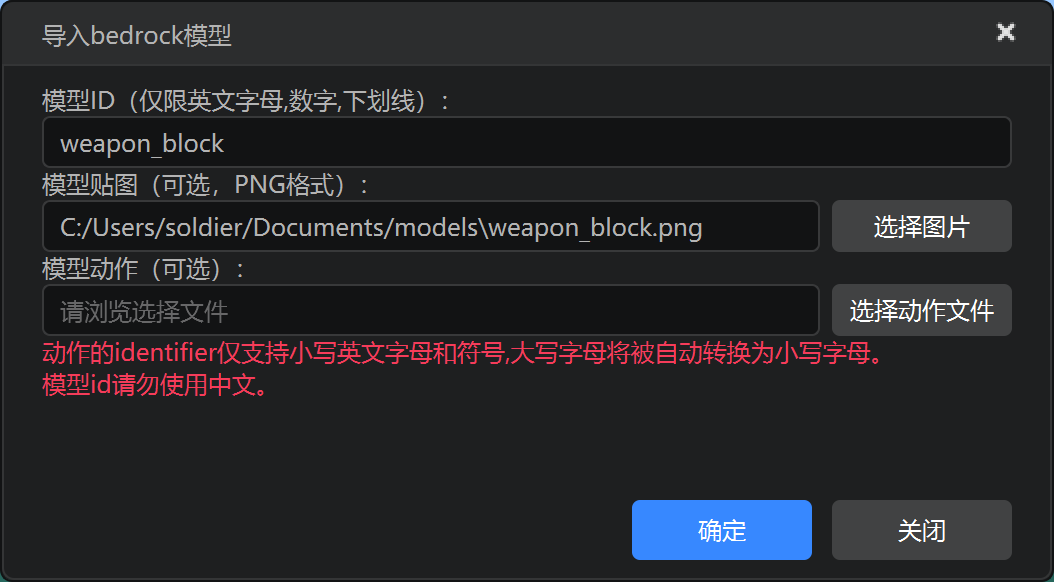 导入bedrock模型
模型ID（仅限英文字母,数字,下划线）:
weapon_block
模型贴图（可选，PNG格式）:
C:/Users/soldier/Documents/models\weapon_block.png
选择图片
模型动作（可选）:
请浏览选择文件
选择动作文件
动作的identifier仅支持小写英文字母和符号,大写字母将被自动转换为小写字母。
模型id请勿使用中文。
确定
关闭